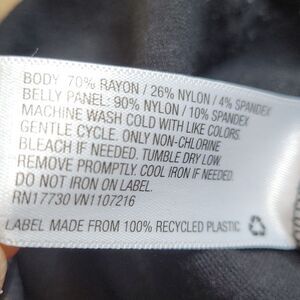 BODY 70% RAYON / 26% NYLON / 4% SPANDEX
BELLY PANEL: 90% NYLON / 10% SPANDEX
MACHINE WASH COLD WITH LIKE COLORS.
GENTLE CYCLE. ONLY NON-CHLORINE
BLEACH IF NEEDED. TUMBLE DRY LOW.
REMOVE PROMPTLY. COOL IRON IF NEEDED.
DO NOT IRON ON LABEL.
RN17730 VN1107216
LABEL MADE FROM 100% RECYCLED PLASTIC